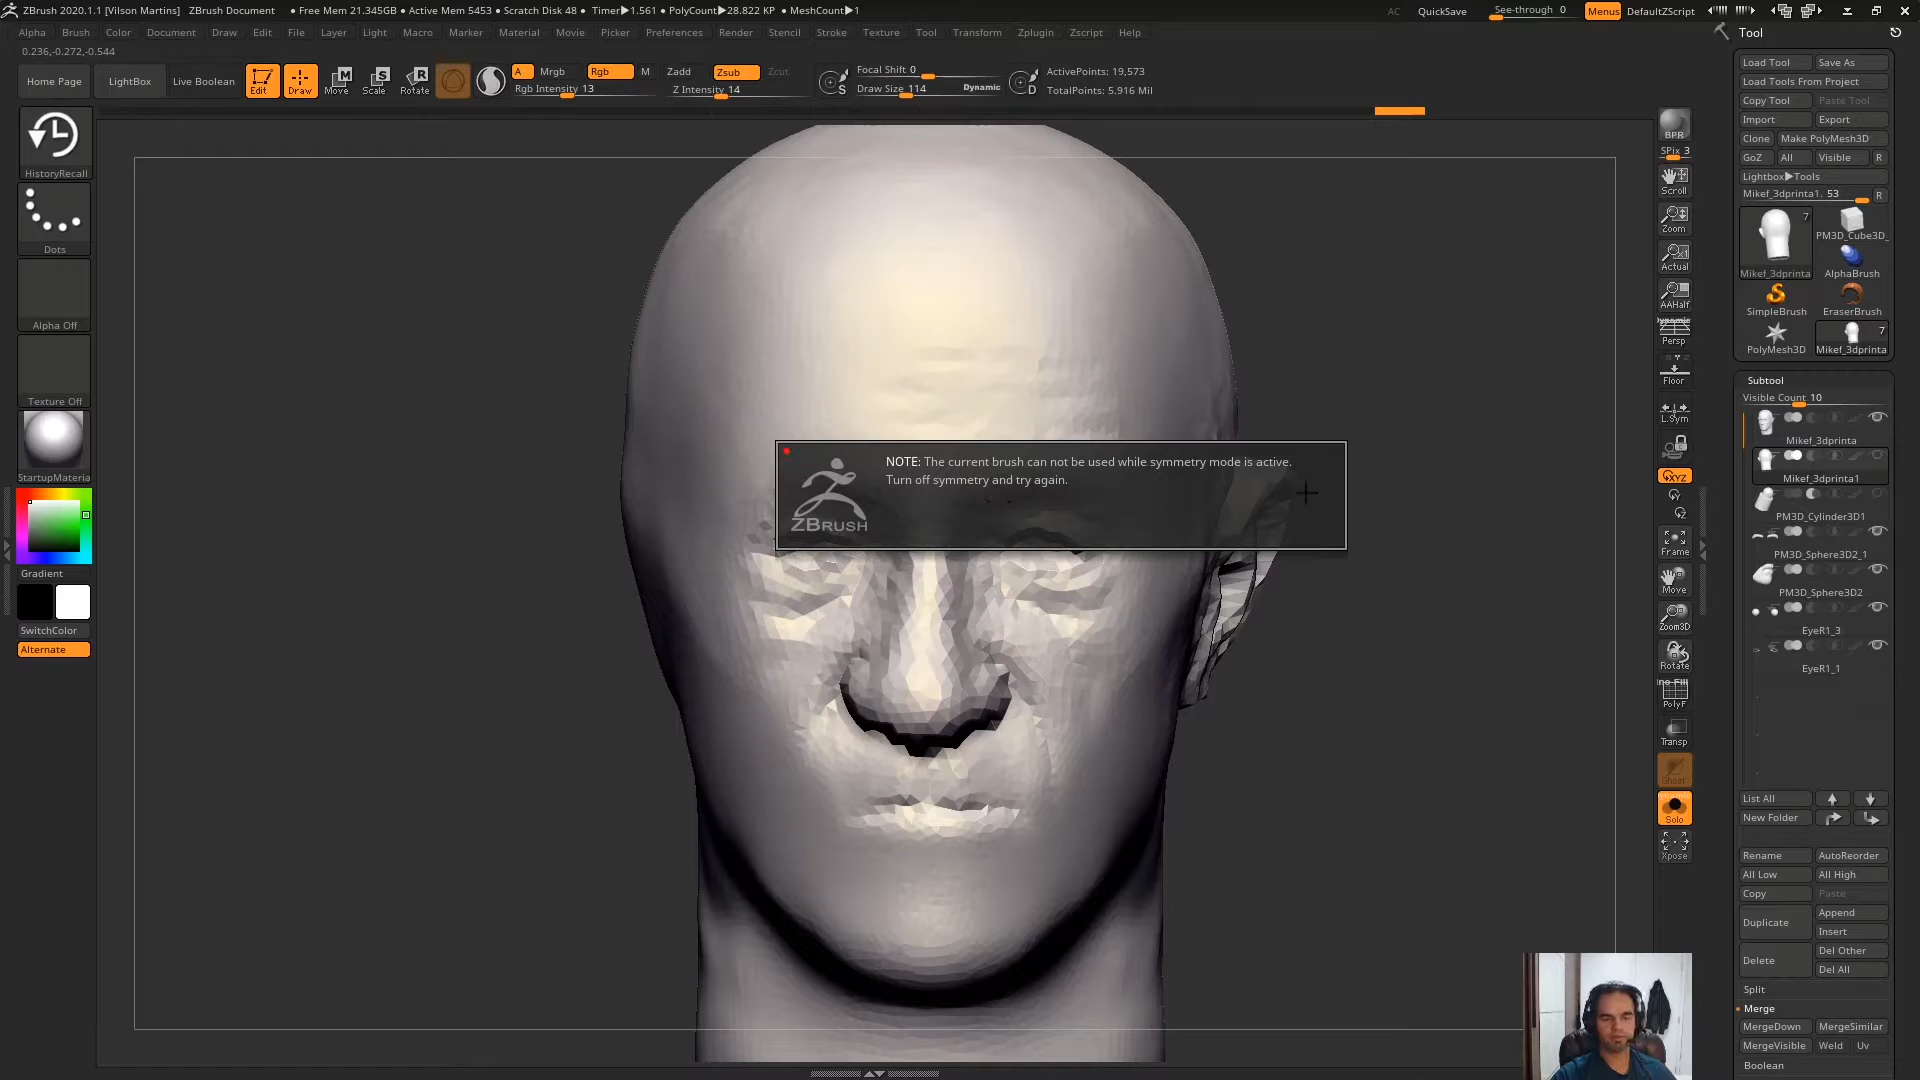 ZBrush 2020.1.1 [Vilson Martins] ZBrush Document • Free Mem 21.345GB • Active Mem 5453 • Scratch Disk 48 • Timer▶1.561 • PolyCount▶28.822 KP • MeshCount▶1
AC QuickSave See-through 0 Menus DefaultZScript
Alpha Brush Color Document Draw Edit File Layer Light Macro Marker Material Movie Picker Preferences Render Stencil Stroke Texture Tool Transform Zplugin Zscript Help
Tool
0.236,-0.272,-0.544
Home Page LightBox Live Boolean Edit Draw Move Scale Rotate
A Mrgb Rgb M Zadd Zsub Zcut
Rgb Intensity 13 Z Intensity 14
Focal Shift 0
Draw Size 114 Dynamic
ActivePoints: 19,573
TotalPoints: 5.916 Mil
HistoryRecall
Dots
Alpha Off
Texture Off
StartupMateria
Gradient
SwitchColor
Alternate
NOTE: The current brush can not be used while symmetry mode is active.
Turn off symmetry and try again.
ZBRUSH
BPR
SPix 3
Scroll
Zoom
Actual
AAHalf
Persp
Floor
L.Sym
XYZ
Frame
Move
Zoom3D
Rotate
PolyF
Transp
Ghost
Solo
Xpose
Load Tool Save As
Load Tools From Project
Copy Tool Paste Tool
Import Export
Clone Make PolyMesh3D
GoZ All Visible R
Lightbox▶Tools
Mikef_3dprinta1. 53 R
7
Mikef_3dprinta PM3D_Cube3D_
AlphaBrush
SimpleBrush EraserBrush
7
PolyMesh3D Mikef_3dprinta
Subtool
Visible Count 10
Mikef_3dprinta
Mikef_3dprinta1
PM3D_Cylinder3D1
PM3D_Sphere3D2_1
PM3D_Sphere3D2
EyeR1_3
EyeR1_1
List All
New Folder
Rename AutoReorder
All Low All High
Copy Paste
Duplicate Append
Insert
Delete Del Other
Del All
Split
Merge
MergeDown MergeSimilar
MergeVisible Weld Uv
Boolean